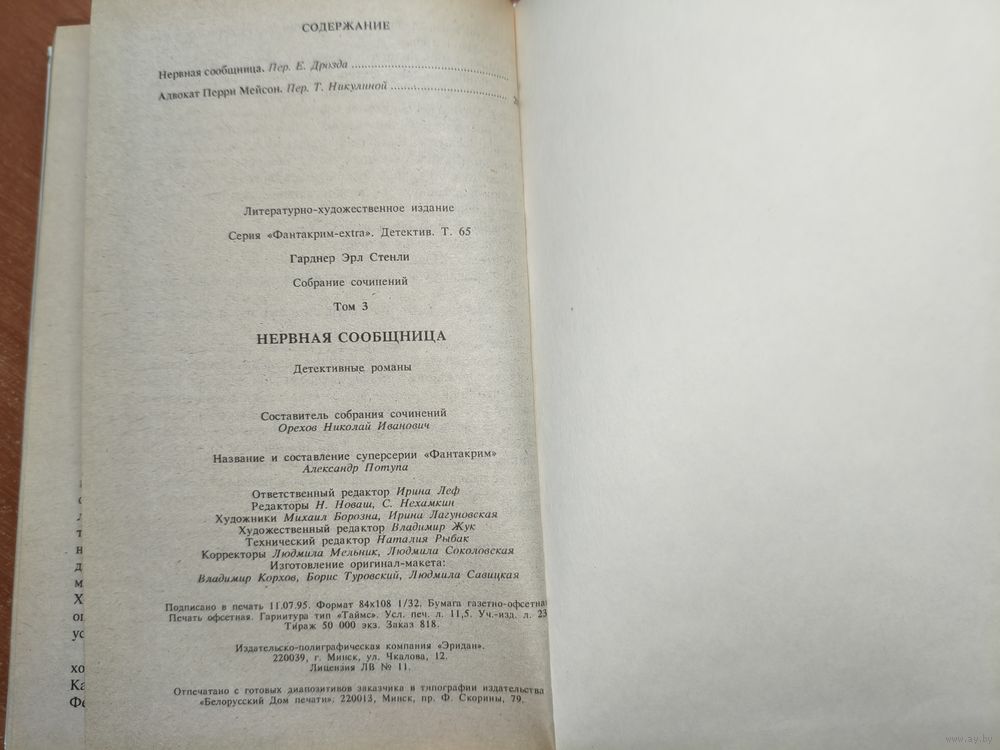 СОДЕРЖАНИЕ
Нервная сообщница. Пер. Е. Дрозда
Адвокат Перри Мейсон. Пер. Т. Никулиной
Литературно-художественное издание
Серия «Фантакрим-extra». Детектив. Т. 65
Гарднер Эрл Стенли
Собрание сочинений
Том 3
НЕРВНАЯ СООБЩНИЦА
Детективные романы
Составитель собрания сочинений
Орехов Николай Иванович
Название и составление суперсерии «Фантакрим»
Александр Потупа
Ответственный редактор Ирина Леф
Редакторы Н. Новаш, С. Нехамкин
Художники Михаил Борозна, Ирина Лагуновская
Художественный редактор Владимир Жук
Технический редактор Наталия Рыбак
Корректоры Людмила Мельник, Людмила Соколовская
Изготовление оригинал-макета:
Владимир Корхов, Борис Туровский, Людмила Савицкая
Подписано в печать 11.07.95. Формат 84x108 1/32. Бумага газетно-офсетна
Печать офсетная. Гарнитура тип «Таймс». Усл. печ. л. 11,5. Уч.-изд. л. 23
Тираж 50 000 экз. Заказ 818.
Издательско-полиграфическая компания «Эридан».
220039, г. Минск, ул. Чкалова, 12.
Лицензия ЛВ № 11.
Отпечатано с готовых диапозитивов заказчика в типографии издательства
«Белорусский Дом печати». 220013, Минск, пр. Ф. Скорины, 79.
www.ay.by